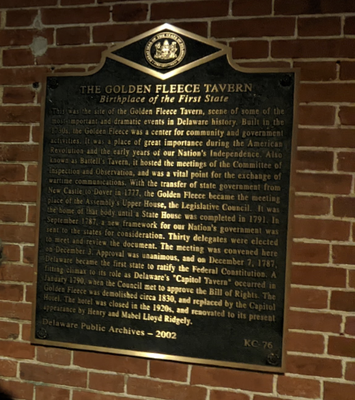 THE GOLDEN FLEECE TAVERN
Birthplace of the First State
This was the site of the Golden Fleece Tavern, scene of some of the
most important and dramatic events in Delaware history. Built in the
the Golden Fleece was a center for community and government
activities. It was a place of great importance during the American
Revolution and the early years of our Nation's Independence. Also
known as Battell's Tavern, it hosted the meetings of the Committee of
Inspection and Observation, and was a vital point for the exchange of
wartime communications. With the transfer of state government from
New Castle to Dover in 1777, the Golden Fleece became the meeting
place of the Assembly's Upper House, the Legislative Council. It was
the home of that body until a State House was completed in 1791. In
September 1787, a new framework for our Nation's government was
sent to the states for consideration. Thirty delegates were elected
to meet and review the document. The meeting was convened here
on December 3. Approval was unanimous, and on December 7, 1787,
Delaware became the first state to ratify the Federal Constitution. A
fitting climax to its role as Delaware's "Capitol Tavern" occurred in
January 1790, when the Council met to approve the Bill of Rights. The
Golden Fleece was demolished circa 1830, and replaced by the Capitol
Hotel. The hotel was closed in the 1920s, and renovated to its present
appearance by Henry and Mabel Lloyd Ridgely.
Delaware Public Archives – 2002 KC 76